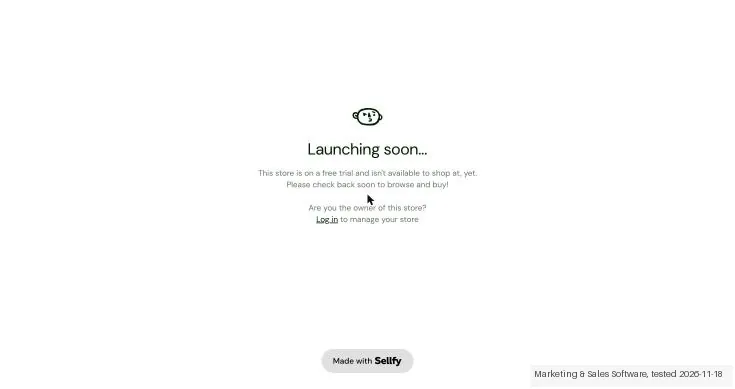 Launching soon...
This store is on a free trial and isn't available to shop at, yet.
Please check back soon to browse and buy!
Are you the owner of this store?
Log in to manage your store
Made with Sellfy
Marketing & Sales Software, tested 2026-11-18